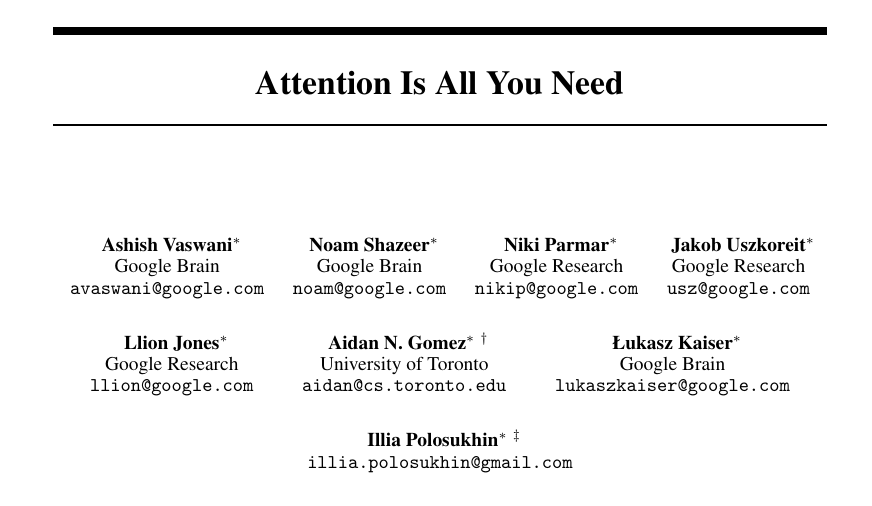 Attention Is All You Need
Ashish Vaswani* Noam Shazeer* Niki Parmar* Jakob Uszkoreit*
Google Brain Google Brain Google Research Google Research
avaswani@google.com noam@google.com nikip@google.com usz@google.com
Llion Jones* Aidan N. Gomez* † Łukasz Kaiser*
Google Research University of Toronto Google Brain
llion@google.com aidan@cs.toronto.edu lukaszkaiser@google.com
Illia Polosukhin* ‡
illia.polosukhin@gmail.com